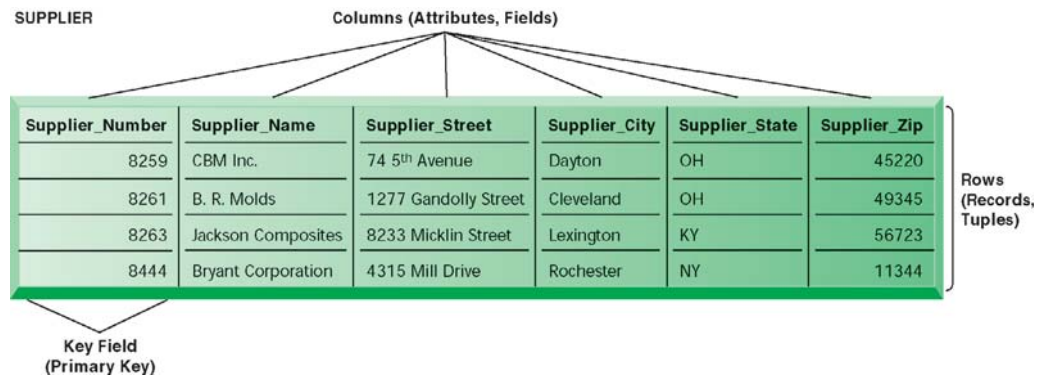 SUPPLIER
Columns (Attributes, Fields)
Supplier_Number Supplier_Name Supplier_Street Supplier_City Supplier_State Supplier_Zip
8259 CBM Inc. 74 5th Avenue Dayton OH 45220
8261 B. R. Molds 1277 Gandolly Street Cleveland OH 49345
8263 Jackson Composites 8233 Micklin Street Lexington KY 56723
8444 Bryant Corporation 4315 Mill Drive Rochester NY 11344
Rows
(Records,
Tuples)
Key Field
(Primary Key)